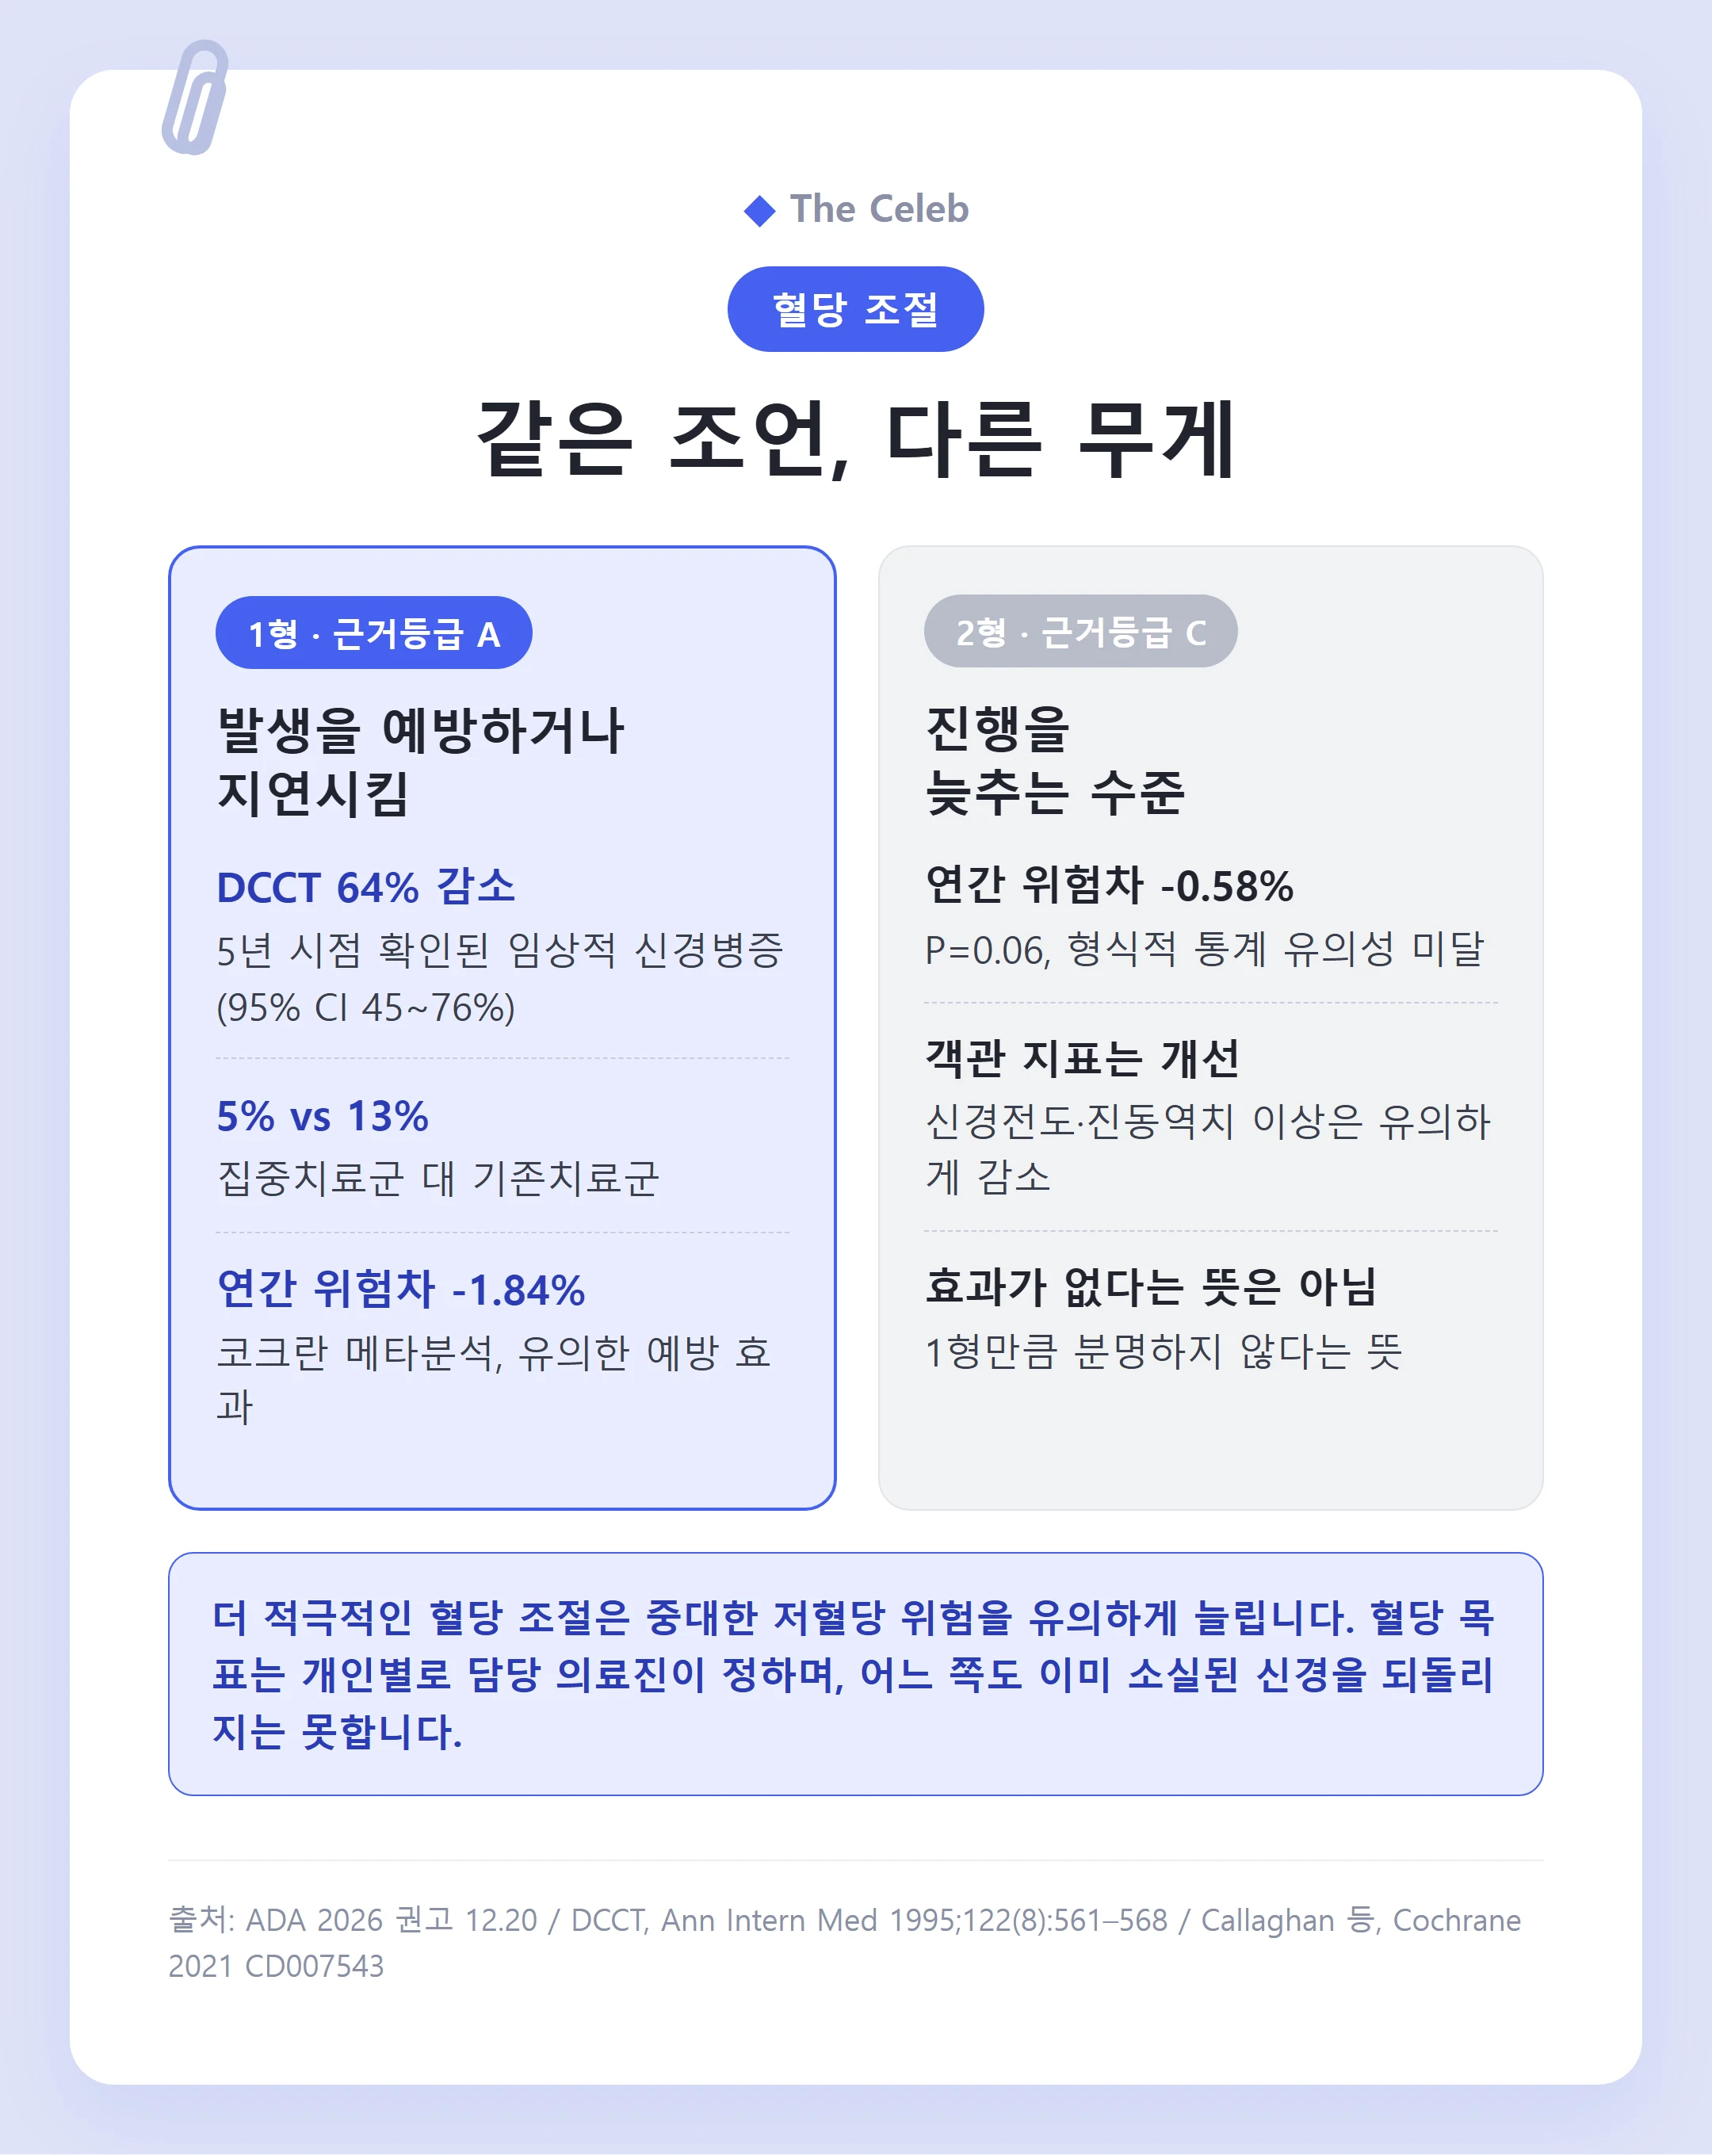 The Celeb
혈당 조절
같은 조언, 다른 무게
1형 · 근거등급 A
발생을 예방하거나
지연시킴
DCCT 64% 감소
5년 시점 확인된 임상적 신경병증
(95% CI 45~76%)
5% vs 13%
집중치료군 대 기존치료군
연간 위험차 -1.84%
코크란 메타분석, 유의한 예방 효
과
2형 · 근거등급 C
진행을
늦추는 수준
연간 위험차 -0.58%
P=0.06, 형식적 통계 유의성 미달
객관 지표는 개선
신경전도·진동역치 이상은 유의하
게 감소
효과가 없다는 뜻은 아님
1형만큼 분명하지 않다는 뜻
더 적극적인 혈당 조절은 중대한 저혈당 위험을 유의하게 늘립니다. 혈당 목
표는 개인별로 담당 의료진이 정하며, 어느 쪽도 이미 소실된 신경을 되돌리
지는 못합니다.
출처: ADA 2026 권고 12.20 / DCCT, Ann Intern Med 1995;122(8):561–568 / Callaghan 등, Cochrane
2021 CD007543